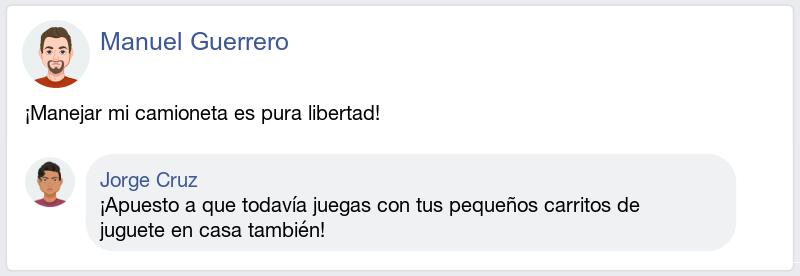 Manuel Guerrero
¡Manejar mi camioneta es pura libertad!
Jorge Cruz
¡Apuesto a que todavía juegas con tus pequeños carritos de
juguete en casa también!